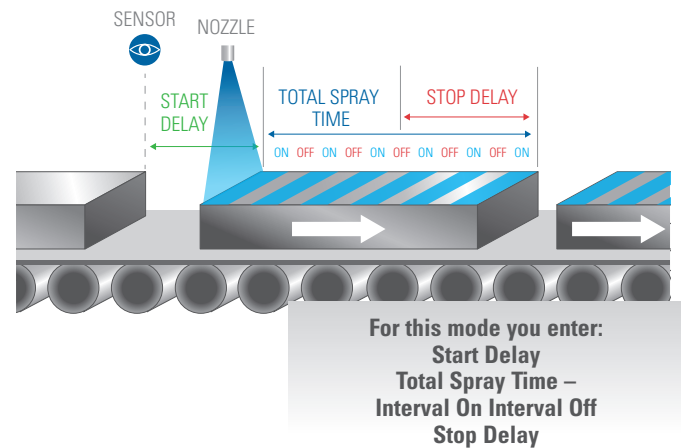 SENSOR
NOZZLE
START
DELAY
TOTAL SPRAY
TIME
STOP DELAY
ON OFF ON OFF ON OFF ON OFF ON OFF ON
For this mode you enter:
Start Delay
Total Spray Time –
Interval On Interval Off
Stop Delay